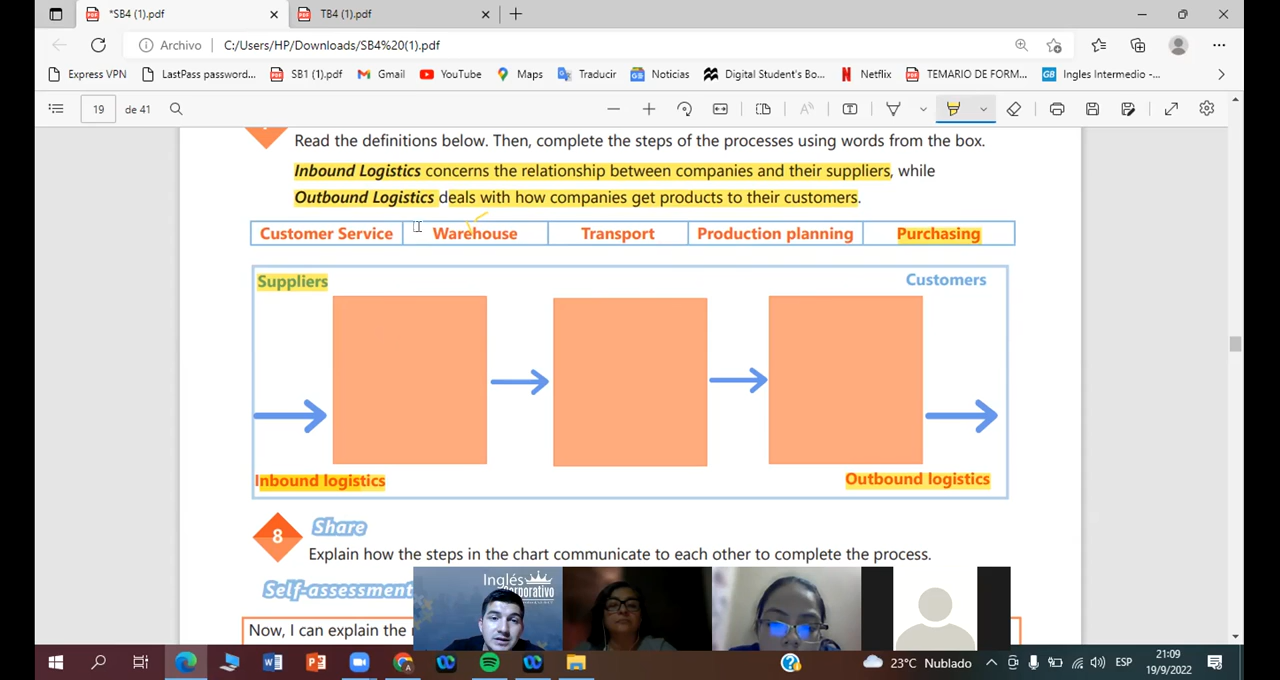 *SB4 (1).pdf
TB4 (1).pdf
Archivo
C:/Users/HP/Downloads/SB4%20(1).pdf
Express VPN
LastPass password...
SB1 (1).pdf
Gmail
YouTube
Maps
Traducir
Noticias
Digital Student's Bo...
Netflix
TEMARIO DE FORM...
Ingles Intermedio -...
19
de 41
Read the definitions below. Then, complete the steps of the processes using words from the box.
Inbound Logistics concerns the relationship between companies and their suppliers, while
Outbound Logistics deals with how companies get products to their customers.
Customer Service
Warehouse
Transport
Production planning
Purchasing
Suppliers
Customers
Inbound logistics
Outbound logistics
8
Share
Explain how the steps in the chart communicate to each other to complete the process.
Self-assessment
Now, I can explain the
Inglés
Corporativo
23°C Nublado
ESP
21:09
19/9/2022